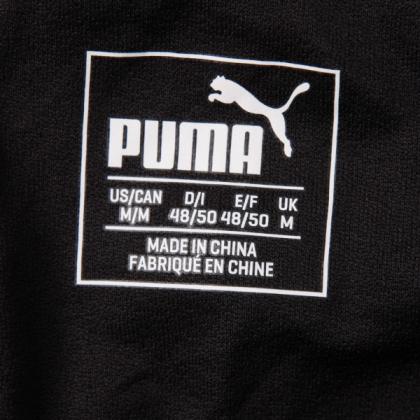 PUMA
US/CAN D/I E/F UK
M/M 48/50 48/50 M
MADE IN CHINA
FABRIQUÉ EN CHINE